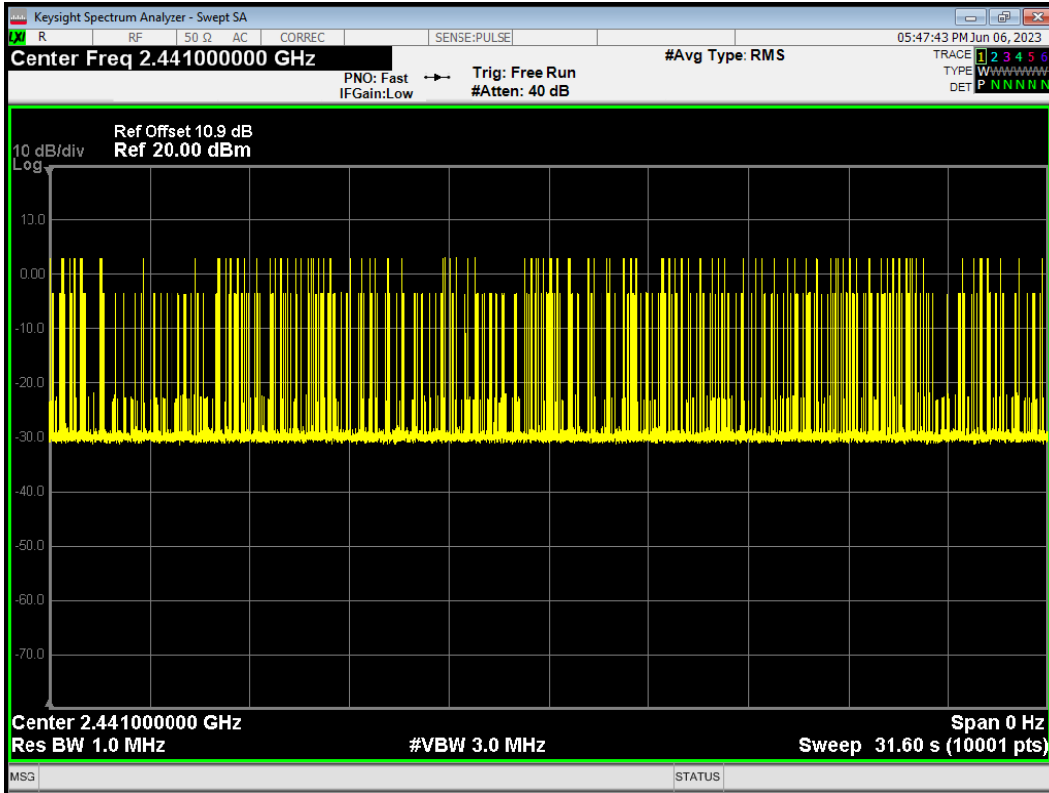 Keysight Spectrum Analyzer - Swept SA
LXI R RF 50 Ω AC CORREC SENSE:PULSE 05:47:43 PM Jun 06, 2023
Center Freq 2.441000000 GHz #Avg Type: RMS TRACE 1 2 3 4 5 6
PNO: Fast Trig: Free Run TYPE WWWWWW
IFGain:Low #Atten: 40 dB DET P N N N N N
Ref Offset 10.9 dB
10 dB/div Ref 20.00 dBm
Log
10.0
0.00
-10.0
-20.0
-30.0
-40.0
-50.0
-60.0
-70.0
Center 2.441000000 GHz Span 0 Hz
Res BW 1.0 MHz #VBW 3.0 MHz Sweep 31.60 s (10001 pts)
MSG STATUS